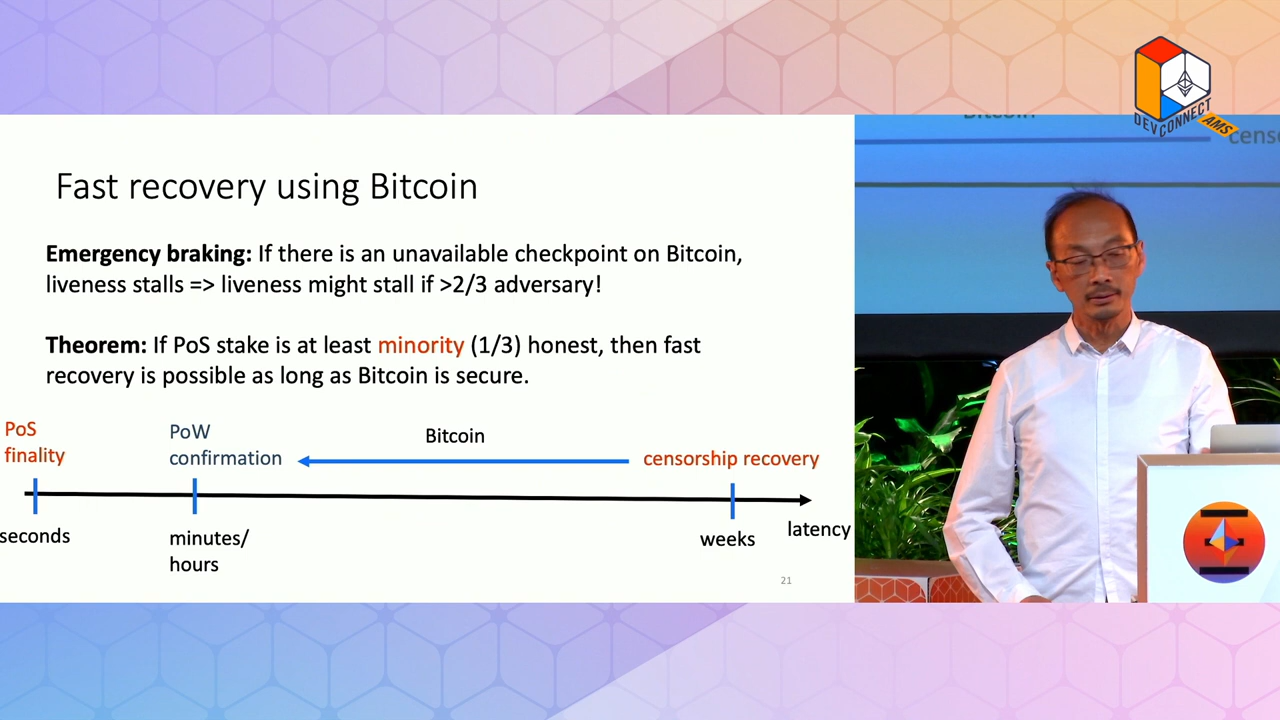 Fast recovery using Bitcoin
Emergency braking: If there is an unavailable checkpoint on Bitcoin,
liveness stalls => liveness might stall if >2/3 adversary!
Theorem: If PoS stake is at least minority (1/3) honest, then fast
recovery is possible as long as Bitcoin is secure.
PoS
finality
PoW
confirmation
Bitcoin
censorship recovery
seconds
minutes/
hours
weeks
latency
21
Bitcoin
DEVCONNECT
AMS